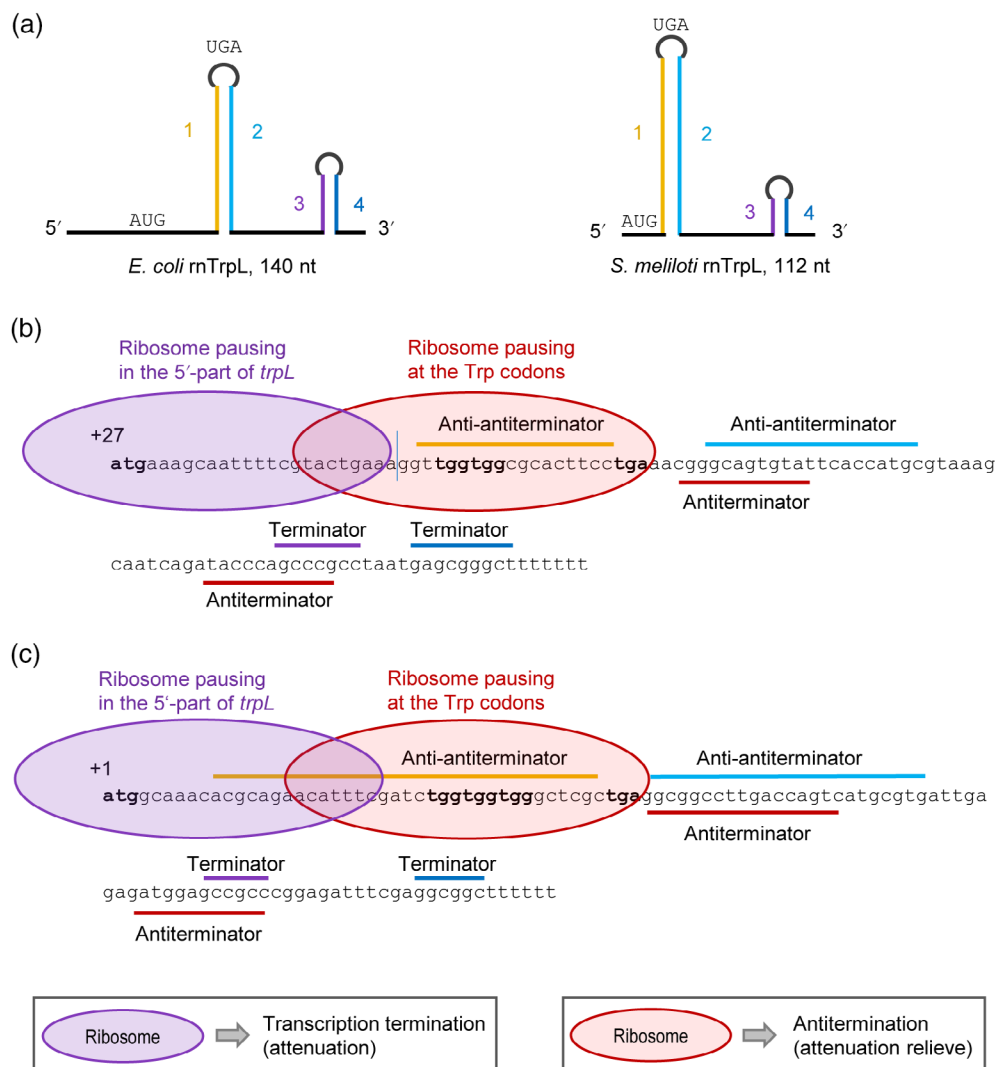 (a)
UGA
UGA
1
2
1
2
3
4
3
4
AUG
AUG
5′
3′
5′
3′
E. coli rnTrpL, 140 nt
S. meliloti rnTrpL, 112 nt
(b)
Ribosome pausing
in the 5′-part of trpL
Ribosome pausing
at the Trp codons
+27
Anti-antiterminator
Anti-antiterminator
atgaaagcaattttcgtactgaaaggttggtggcgcacttcctgaaacgggcagtgtattcaccatgcgtaaag
Antiterminator
Terminator
Terminator
caatcagatacccagcccgcctaatgagcgggcttttttt
Antiterminator
(c)
Ribosome pausing
in the 5‘-part of trpL
Ribosome pausing
at the Trp codons
+1
Anti-antiterminator
Anti-antiterminator
atggcaaacacgcagaacatttcgatctggtggtgggctcgctgaggcggccttgaccagtcatgcgtgattga
Antiterminator
Terminator
Terminator
gagatggagccgcccggagatttcgaggcggctttttt
Antiterminator
Ribosome
Transcription termination
(attenuation)
Ribosome
Antitermination
(attenuation relieve)